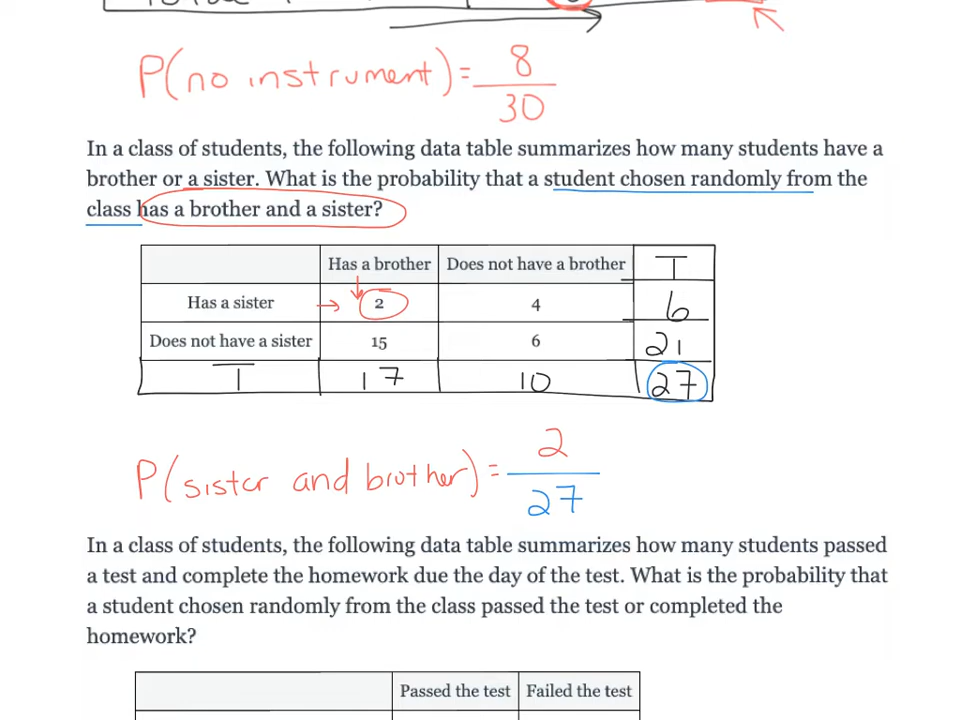 P(no instrument) = 8/30
In a class of students, the following data table summarizes how many students have a
brother or a sister. What is the probability that a student chosen randomly from the
class has a brother and a sister?
Has a brother Does not have a brother T
Has a sister 2 4 6
Does not have a sister 15 6 21
T 17 10 27
P(sister and brother) = 2/27
In a class of students, the following data table summarizes how many students passed
a test and complete the homework due the day of the test. What is the probability that
a student chosen randomly from the class passed the test or completed the
homework?
Passed the test Failed the test